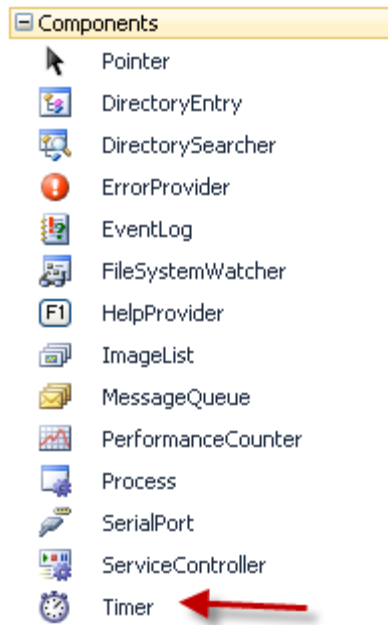 Components
Pointer
DirectoryEntry
DirectorySearcher
ErrorProvider
EventLog
FileSystemWatcher
F1 HelpProvider
ImageList
MessageQueue
PerformanceCounter
Process
SerialPort
ServiceController
Timer